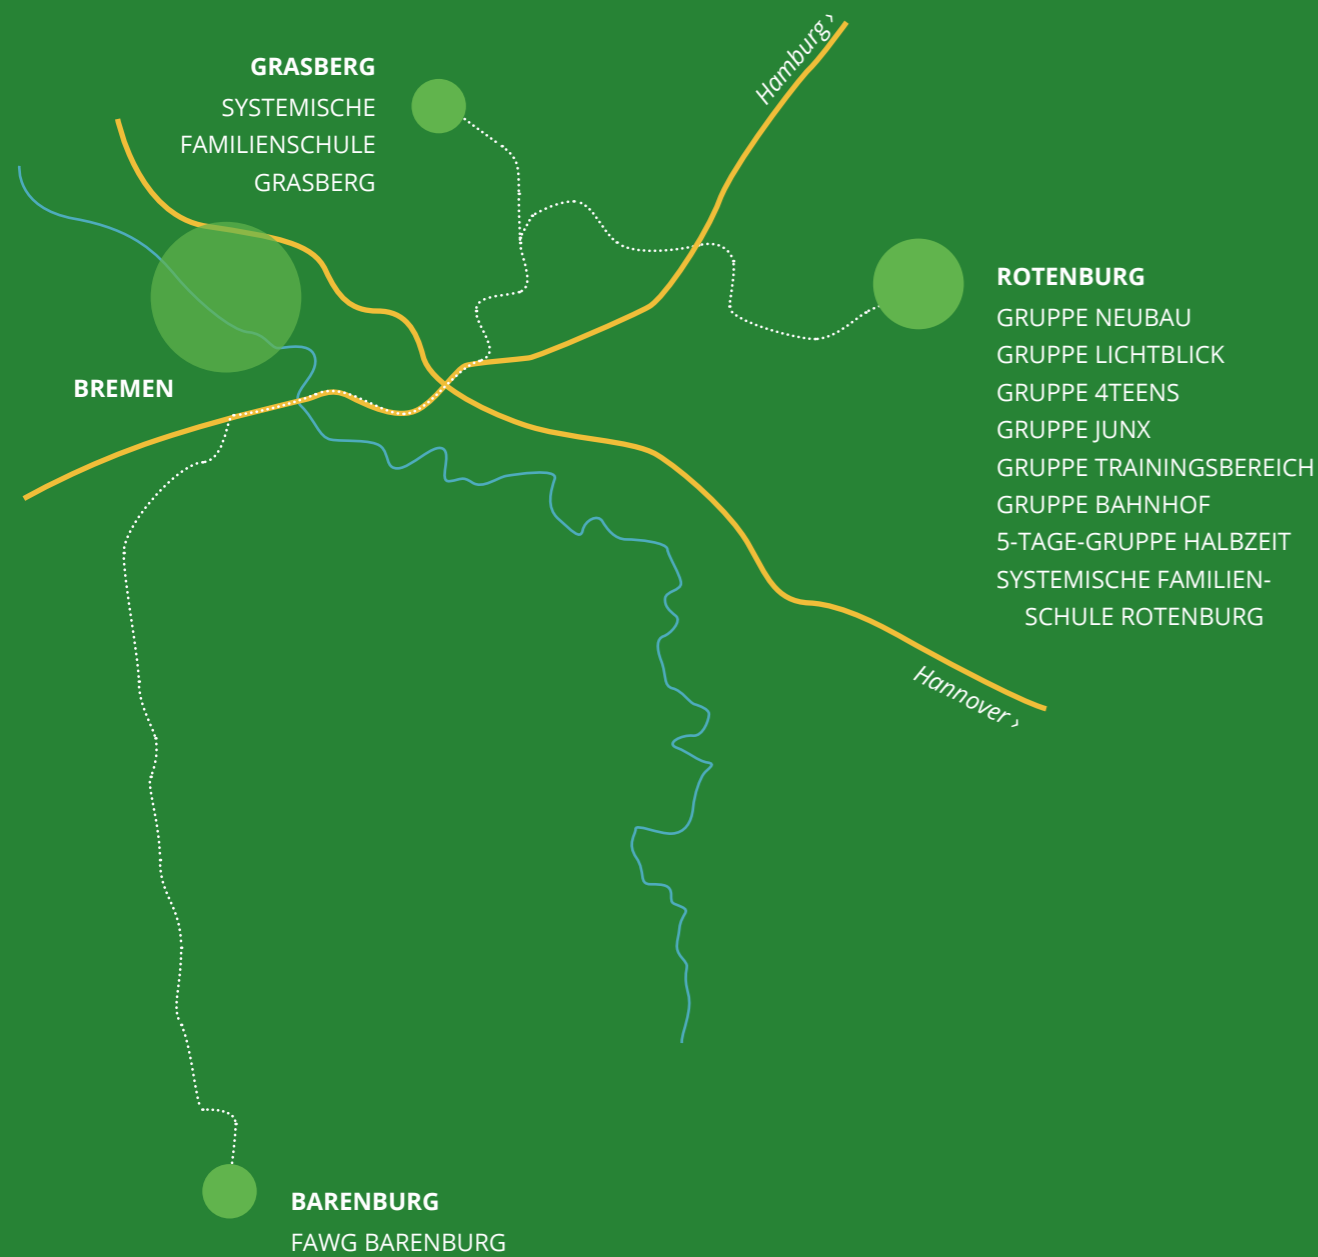 Hamburg ›
GRASBERG
SYSTEMISCHE
FAMILIENSCHULE
GRASBERG
ROTENBURG
GRUPPE NEUBAU
GRUPPE LICHTBLICK
GRUPPE 4TEENS
GRUPPE JUNX
GRUPPE TRAININGSBEREICH
GRUPPE BAHNHOF
5-TAGE-GRUPPE HALBZEIT
SYSTEMISCHE FAMILIEN-
SCHULE ROTENBURG
BREMEN
Hannover ›
BARENBURG
FAWG BARENBURG